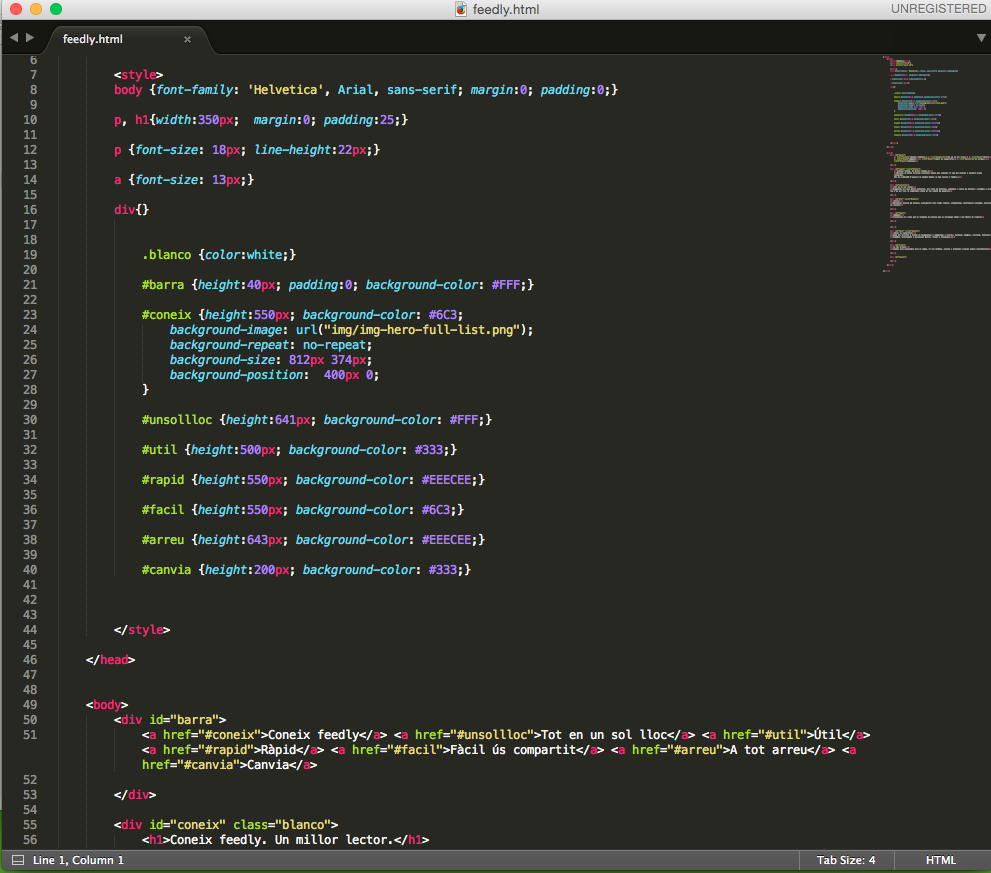 feedly.html
UNREGISTERED
feedly.html ×
6
7 <style>
8 body {font-family: 'Helvetica', Arial, sans-serif; margin:0; padding:0;}
9
10 p, h1{width:350px;  margin:0; padding:25;}
11
12 p {font-size: 18px; line-height:22px;}
13
14 a {font-size: 13px;}
15
16 div{}
17
18
19 .blanco {color:white;}
20
21 #barra {height:40px; padding:0; background-color: #FFF;}
22
23 #coneix {height:550px; background-color: #6C3;
24 background-image: url("img/img-hero-full-list.png");
25 background-repeat: no-repeat;
26 background-size: 812px 374px;
27 background-position:  400px 0;
28 }
29
30 #unsollloc {height:641px; background-color: #FFF;}
31
32 #util {height:500px; background-color: #333;}
33
34 #rapid {height:550px; background-color: #EEECEE;}
35
36 #facil {height:550px; background-color: #6C3;}
37
38 #arreu {height:643px; background-color: #EEECEE;}
39
40 #canvia {height:200px; background-color: #333;}
41
42
43
44 </style>
45
46 </head>
47
48
49 <body>
50 <div id="barra">
51 <a href="#coneix">Coneix feedly</a> <a href="#unsollloc">Tot en un sol lloc</a> <a href="#util">Útil</a>
<a href="#rapid">Ràpid</a> <a href="#facil">Fàcil ús compartit</a> <a href="#arreu">A tot arreu</a> <a
href="#canvia">Canvia</a>
52
53 </div>
54
55 <div id="coneix" class="blanco">
56 <h1>Coneix feedly. Un millor lector.</h1>
Line 1, Column 1
Tab Size: 4
HTML